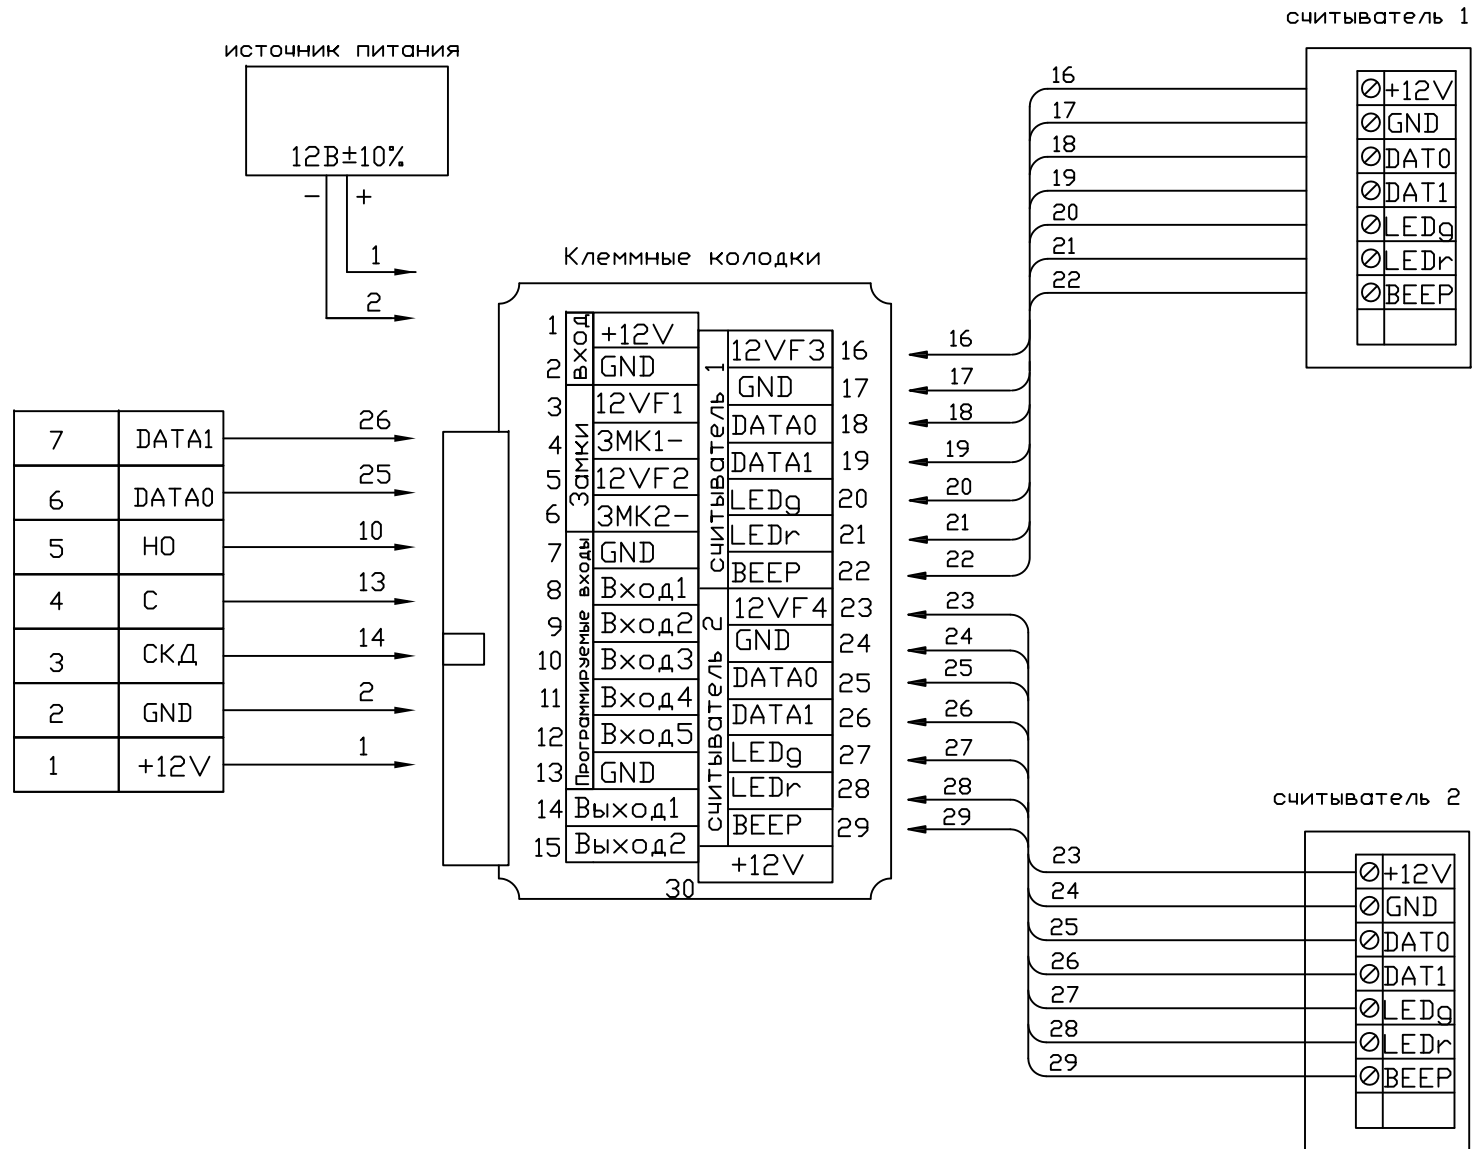 считыватель 1
16
+12V
17
GND
18
DAT0
19
DAT1
20
LEDg
21
LEDr
22
BEEP
источник питания
12В±10%
- +
1
2
7 DATA1 26
6 DATA0 25
5 НО 10
4 С 13
3 СКД 14
2 GND 2
1 +12V 1
Клеммные колодки
вход
1 +12V
2 GND
Замки
3 12VF1
4 ЗМК1-
5 12VF2
6 ЗМК2-
Программируемые входы
7 GND
8 Вход1
9 Вход2
10 Вход3
11 Вход4
12 Вход5
13 GND
14 Выход1
15 Выход2
считыватель 1
12VF3 16
GND 17
DATA0 18
DATA1 19
LEDg 20
LEDr 21
BEEP 22
считыватель 2
12VF4 23
GND 24
DATA0 25
DATA1 26
LEDg 27
LEDr 28
BEEP 29
+12V
30
16
17
18
19
20
21
22
23
24
25
26
27
28
29
считыватель 2
23
+12V
24
GND
25
DAT0
26
DAT1
27
LEDg
28
LEDr
29
BEEP